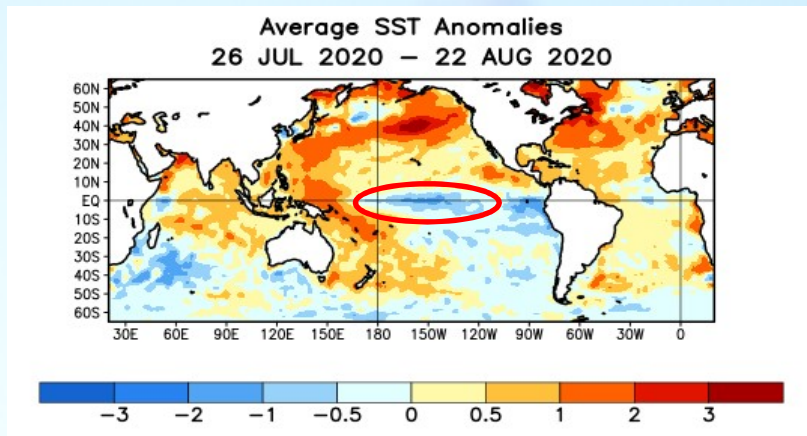 Average SST Anomalies
26 JUL 2020 – 22 AUG 2020
60N
50N
40N
30N
20N
10N
EQ
10S
20S
30S
40S
50S
60S
30E 60E 90E 120E 150E 180 150W 120W 90W 60W 30W 0
−3 −2 −1 −0.5 0 0.5 1 2 3